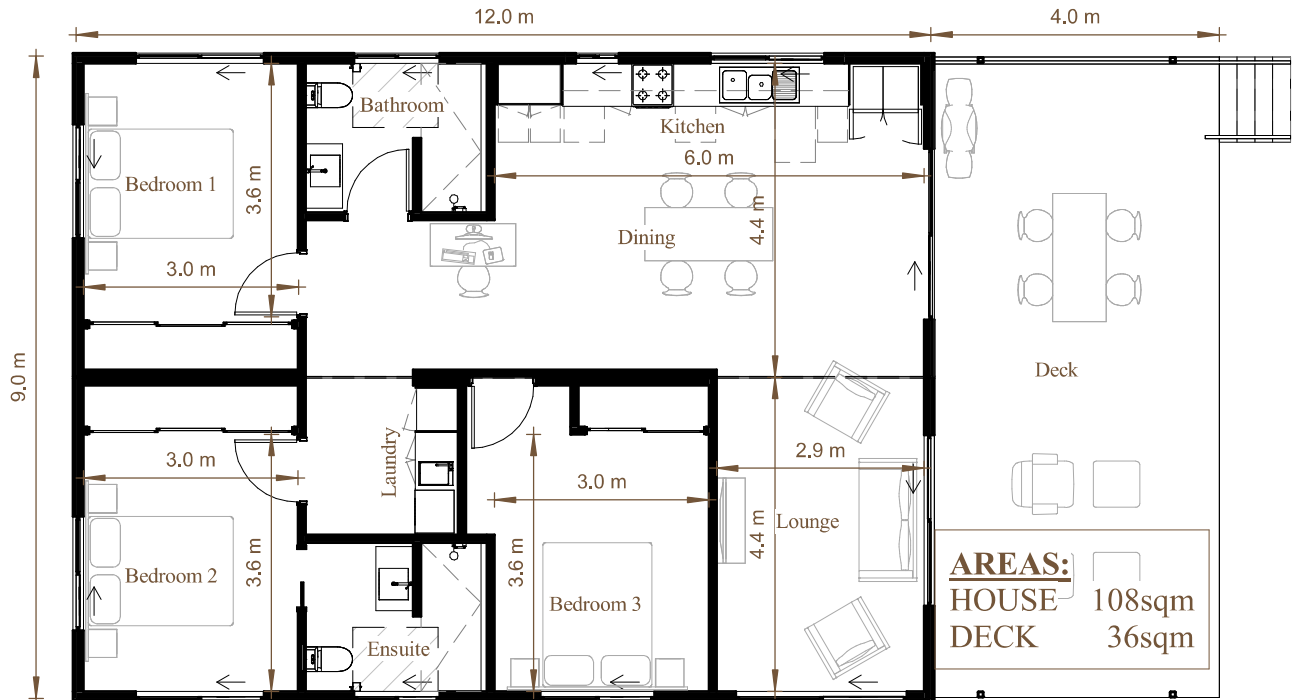 12.0 m
4.0 m
9.0 m
Bathroom
Kitchen
6.0 m
Bedroom 1
3.6 m
4.4 m
Dining
3.0 m
Deck
3.0 m
Laundry
2.9 m
3.0 m
Lounge
4.4 m
3.6 m
3.6 m
Bedroom 2
Bedroom 3
Ensuite
AREAS:
HOUSE 108sqm
DECK 36sqm